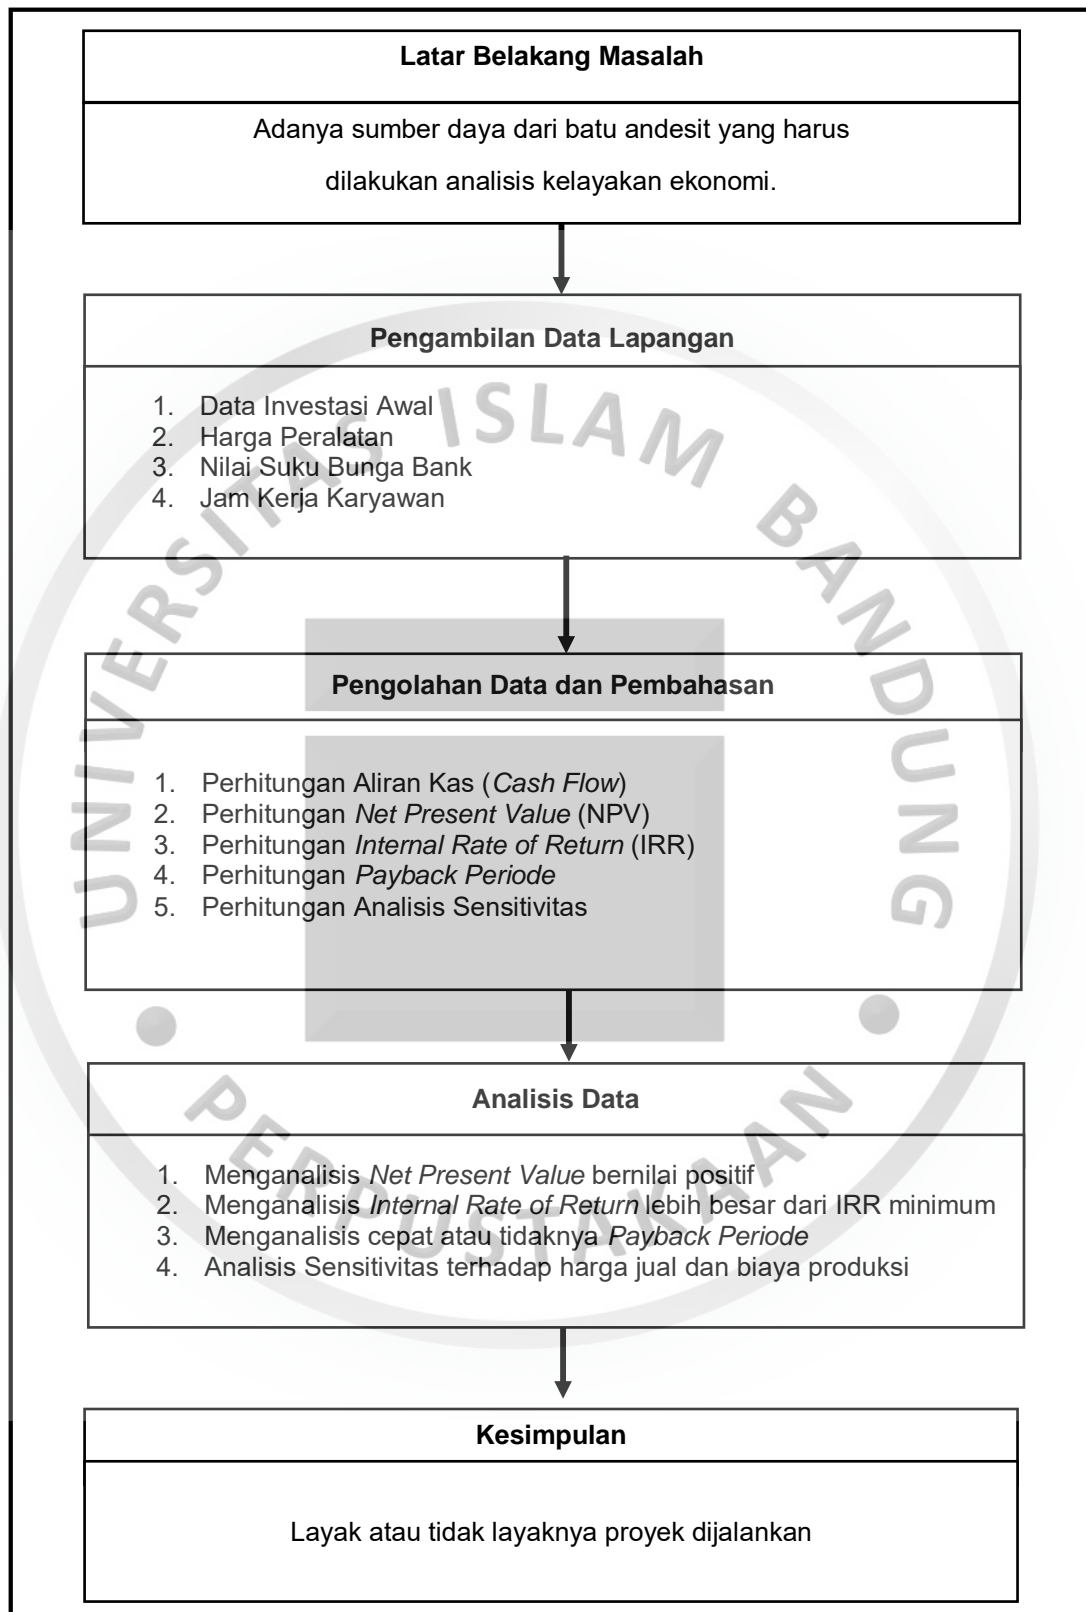 Latar Belakang Masalah
Adanya sumber daya dari batu andesit yang harus
dilakukan analisis kelayakan ekonomi.
Pengambilan Data Lapangan
1. Data Investasi Awal
2. Harga Peralatan
3. Nilai Suku Bunga Bank
4. Jam Kerja Karyawan
Pengolahan Data dan Pembahasan
1. Perhitungan Aliran Kas (Cash Flow)
2. Perhitungan Net Present Value (NPV)
3. Perhitungan Internal Rate of Return (IRR)
4. Perhitungan Payback Periode
5. Perhitungan Analisis Sensitivitas
Analisis Data
1. Menganalisis Net Present Value bernilai positif
2. Menganalisis Internal Rate of Return lebih besar dari IRR minimum
3. Menganalisis cepat atau tidaknya Payback Periode
4. Analisis Sensitivitas terhadap harga jual dan biaya produksi
Kesimpulan
Layak atau tidak layaknya proyek dijalankan
UNIVERSITAS ISLAM BANDUNG
PERPUSTAKAAN